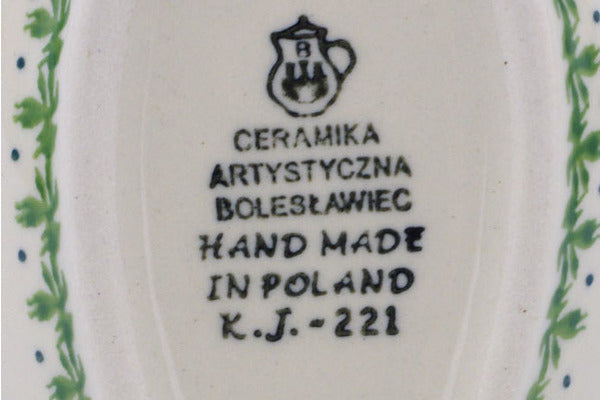 B
CERAMIKA
ARTYSTYCZNA
BOLESŁAWIEC
HAND MADE
IN POLAND
K.J.-221